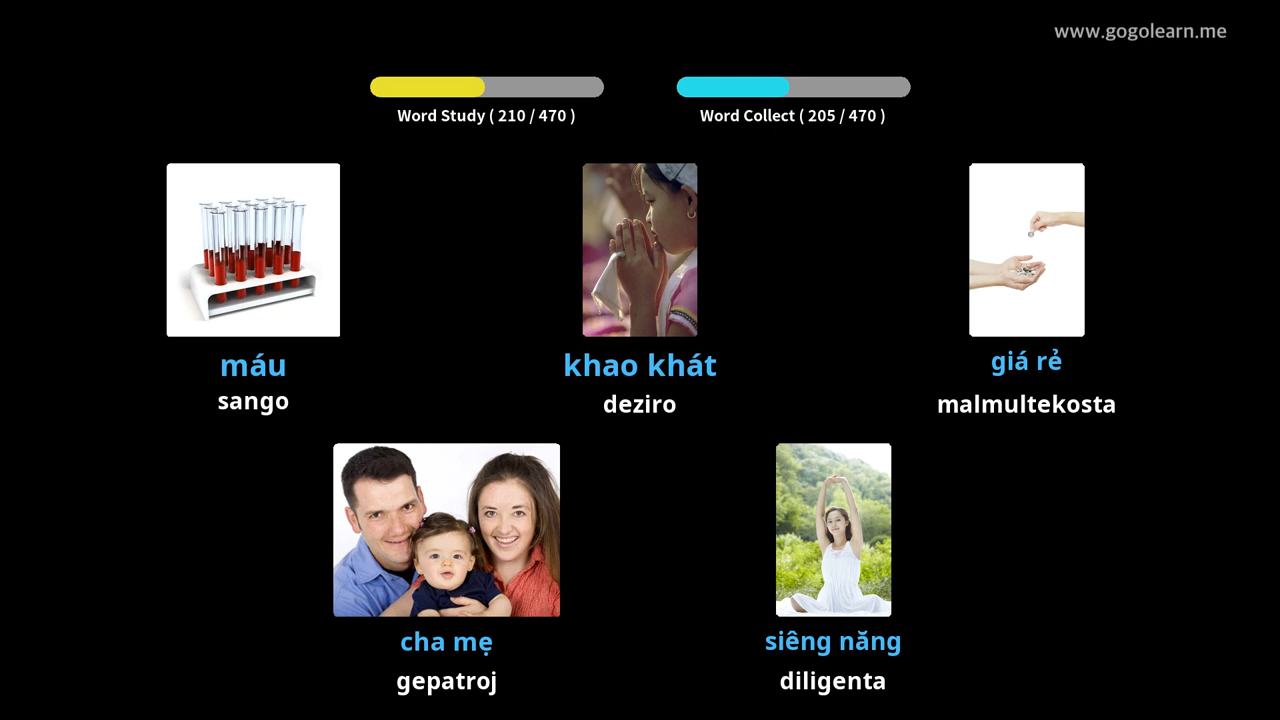 www.gogolearn.me
Word Study ( 210 / 470 )
Word Collect ( 205 / 470 )
máu
sango
khao khát
deziro
giá rẻ
malmultekosta
cha mẹ
gepatroj
siêng năng
diligenta